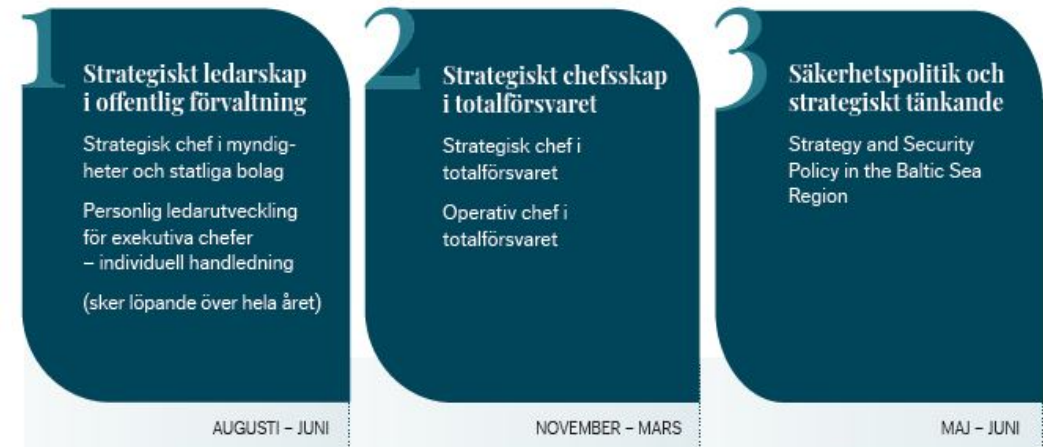 1
Strategiskt ledarskap
i offentlig förvaltning
Strategisk chef i myndig-
heter och statliga bolag
Personlig ledarutveckling
för exekutiva chefer
– individuell handledning
(sker löpande över hela året)
AUGUSTI – JUNI
2
Strategiskt chefsskap
i totalförsvaret
Strategisk chef i
totalförsvaret
Operativ chef i
totalförsvaret
NOVEMBER – MARS
3
Säkerhetspolitik och
strategiskt tänkande
Strategy and Security
Policy in the Baltic Sea
Region
MAJ – JUNI